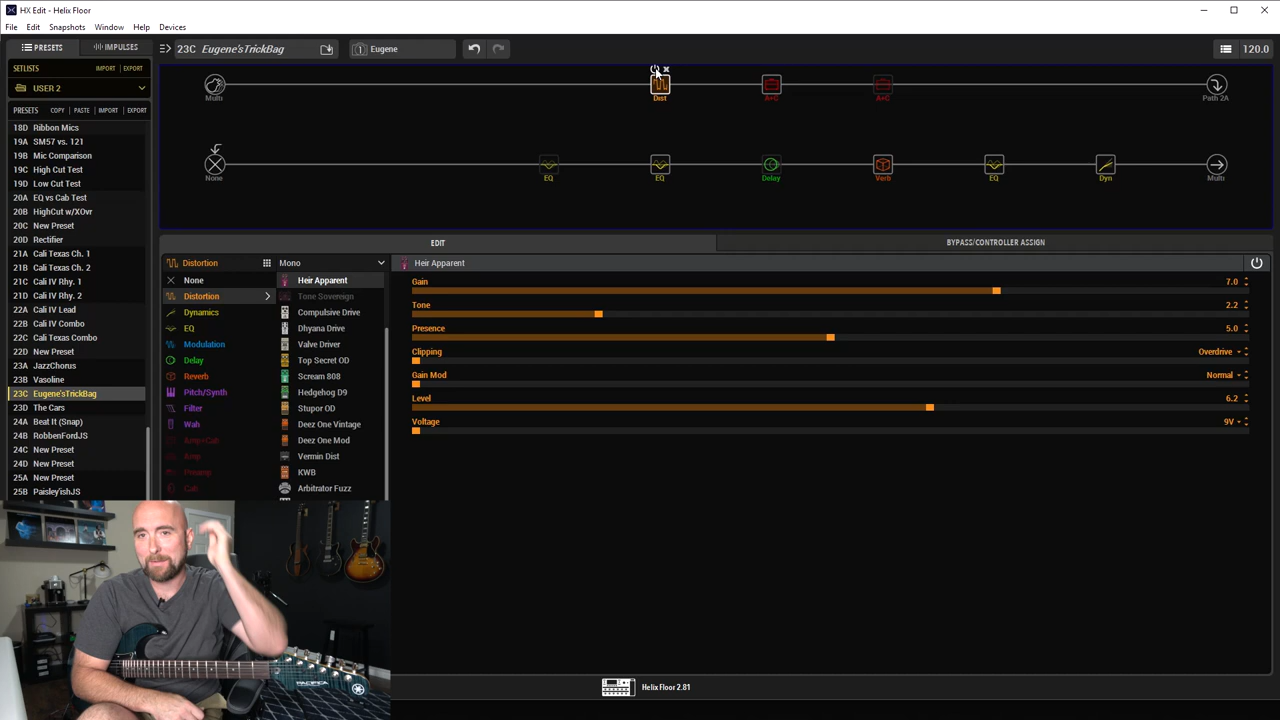 HX Edit - Helix Floor
File Edit Snapshots Window Help Devices
PRESETS IMPULSES
23C Eugene'sTrickBag
1 Eugene
120.0
SETLISTS IMPORT EXPORT
USER 2
PRESETS COPY PASTE IMPORT EXPORT
18D Ribbon Mics
19A SM57 vs. 121
19B Mic Comparison
19C High Cut Test
19D Low Cut Test
20A EQ vs Cab Test
20B HighCut w/XOvr
20C New Preset
20D Rectifier
21A Cali Texas Ch. 1
21B Cali Texas Ch. 2
21C Cali IV Rhy. 1
21D Cali IV Rhy. 2
22A Cali IV Lead
22B Cali IV Combo
22C Cali Texas Combo
22D New Preset
23A JazzChorus
23B Vasoline
23C Eugene'sTrickBag
23D The Cars
24A Beat It (Snap)
24B RobbenFordJS
24C New Preset
24D New Preset
25A New Preset
25B Paisley'ishJS
Multi Dist A+C A+C Path 2A
None EQ EQ Delay Verb EQ Dyn Multi
EDIT
BYPASS/CONTROLLER ASSIGN
Distortion
None
Distortion
Dynamics
EQ
Modulation
Delay
Reverb
Pitch/Synth
Filter
Wah
Amp+Cab
Amp
Preamp
Cab
Mono
Heir Apparent
Tone Sovereign
Compulsive Drive
Dhyana Drive
Valve Driver
Top Secret OD
Scream 808
Hedgehog D9
Stupor OD
Deez One Vintage
Deez One Mod
Vermin Dist
KWB
Arbitrator Fuzz
Heir Apparent
Gain 7.0
Tone 2.2
Presence 5.0
Clipping Overdrive
Gain Mod Normal
Level 6.2
Voltage 9V
PACIFICA
Helix Floor 2.81